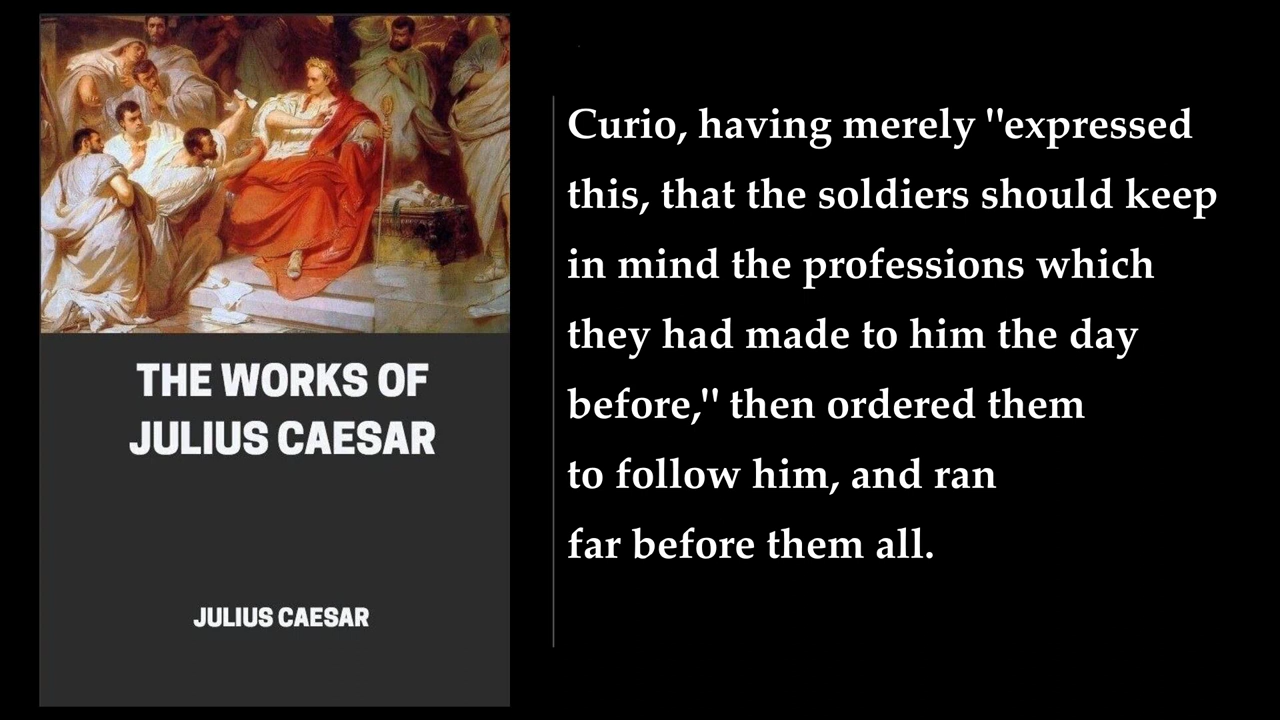 THE WORKS OF
JULIUS CAESAR
JULIUS CAESAR
Curio, having merely "expressed
this, that the soldiers should keep
in mind the professions which
they had made to him the day
before," then ordered them
to follow him, and ran
far before them all.